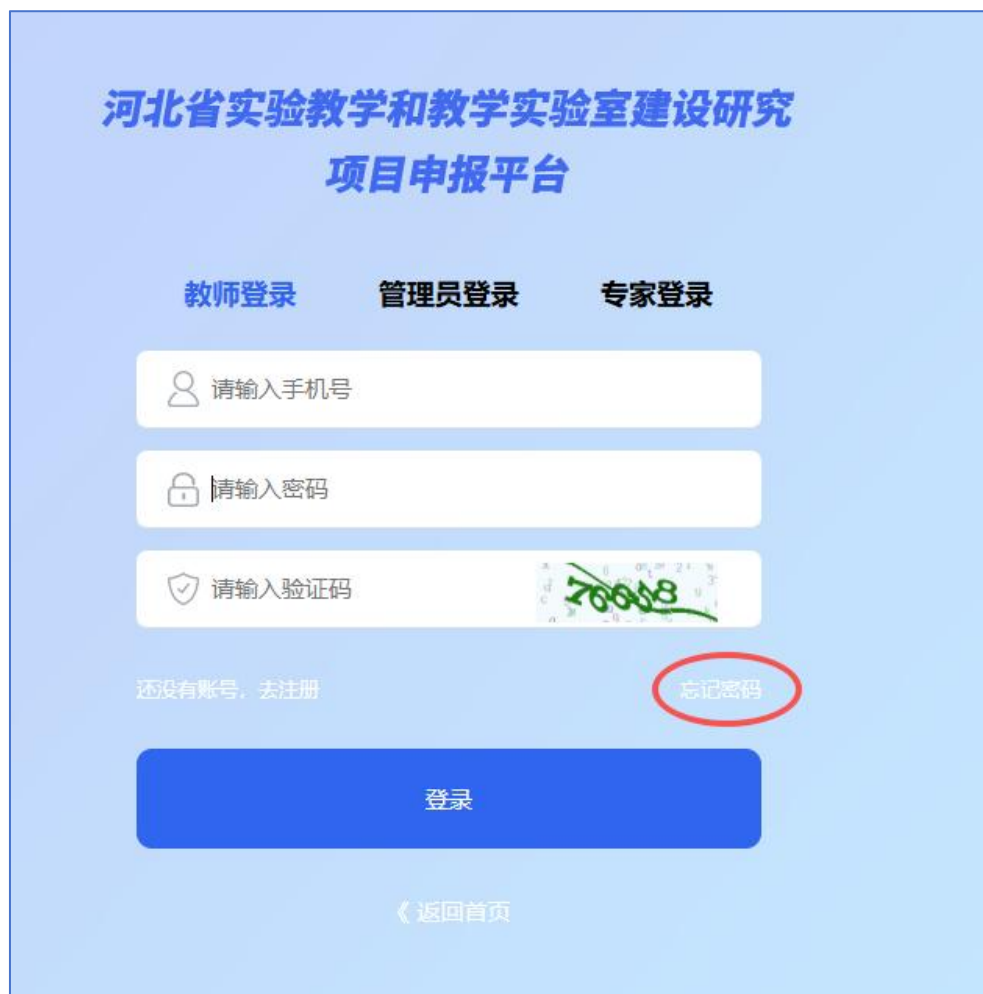 河北省实验教学和教学实验室建设研究
项目申报平台
教师登录 管理员登录 专家登录
请输入手机号
请输入密码
请输入验证码
还没有账号，去注册 忘记密码
登录
《 返回首页